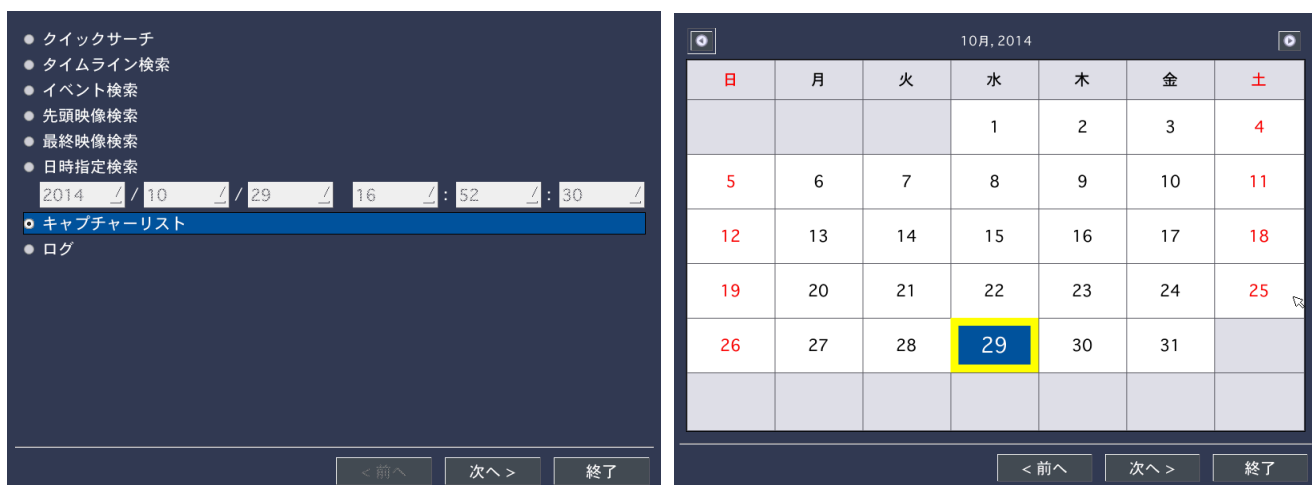 クイックサーチ
タイムライン検索
イベント検索
先頭映像検索
最終映像検索
日時指定検索
2014 / 10 / 29 16 : 52 : 30
キャプチャーリスト
ログ
< 前へ 次へ > 終了
10月, 2014
日 月 火 水 木 金 土
1 2 3 4
5 6 7 8 9 10 11
12 13 14 15 16 17 18
19 20 21 22 23 24 25
26 27 28 29 30 31
< 前へ 次へ > 終了